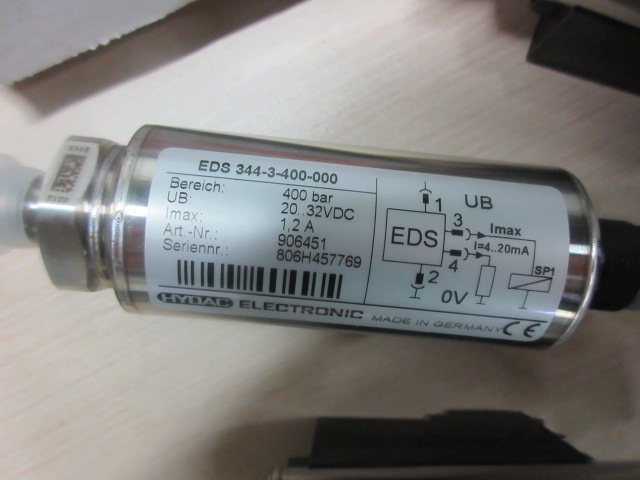 EDS 344-3-400-000
Bereich: 400 bar
UB: 20..32VDC
Imax: 1,2 A
Art.-Nr.: 906451
Seriennr.: 806H457769
HYDAC ELECTRONIC MADE IN GERMANY CE
UB
1
3
Imax
EDS
I=4..20mA
4
SP1
2
0V